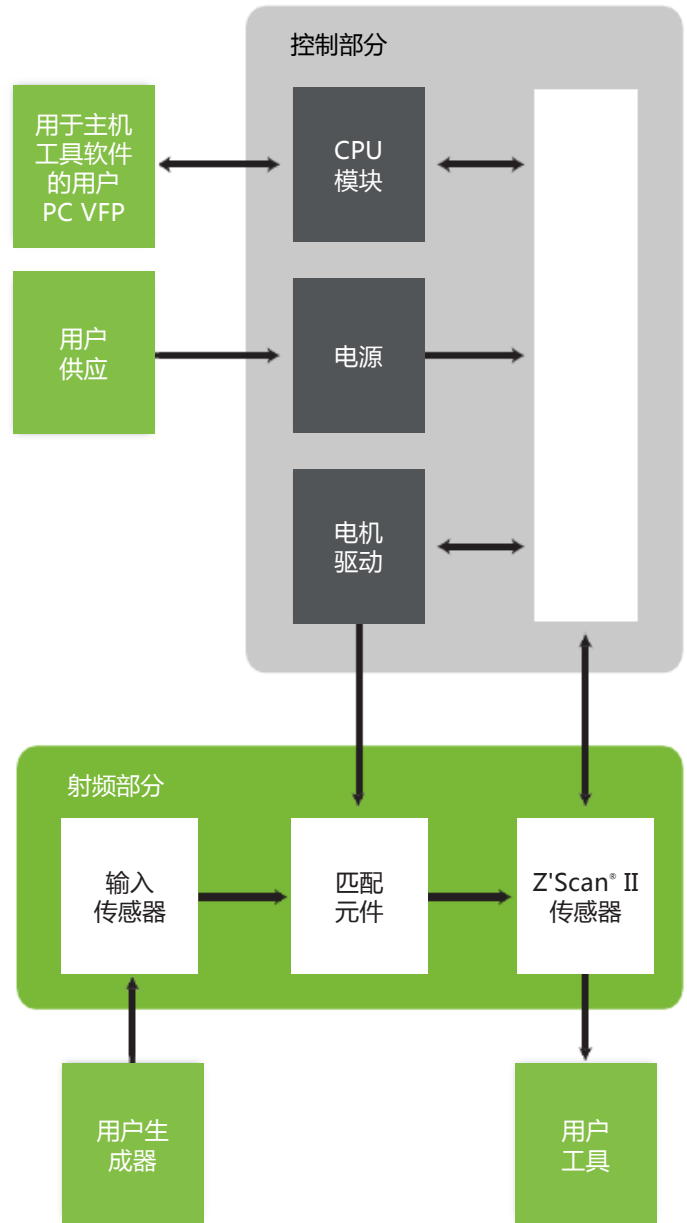 控制部分
用于主机
工具软件
的用户
PC VFP
CPU
模块
用户
供应
电源
电机
驱动
射频部分
输入
传感器
匹配
元件
Z'Scan® II
传感器
用户生
成器
用户
工具